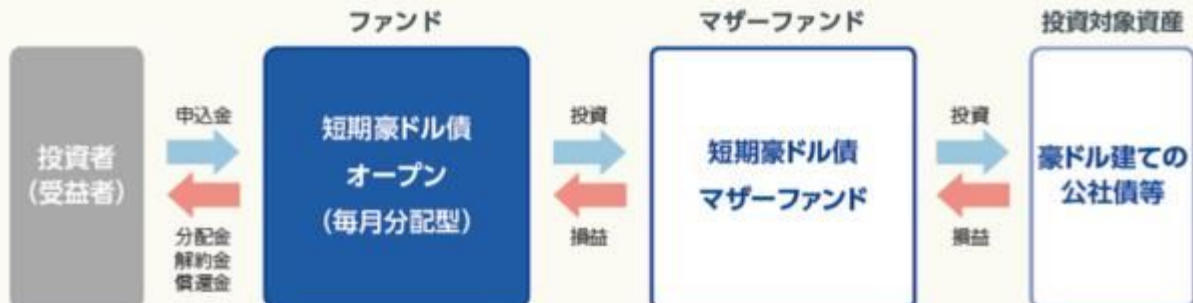 ファンド
マザーファンド
投資対象資産
投資者
(受益者)
申込金
分配金
解約金
償還金
短期豪ドル債
オープン
(毎月分配型)
投資
損益
短期豪ドル債
マザーファンド
投資
損益
豪ドル建ての
公社債等